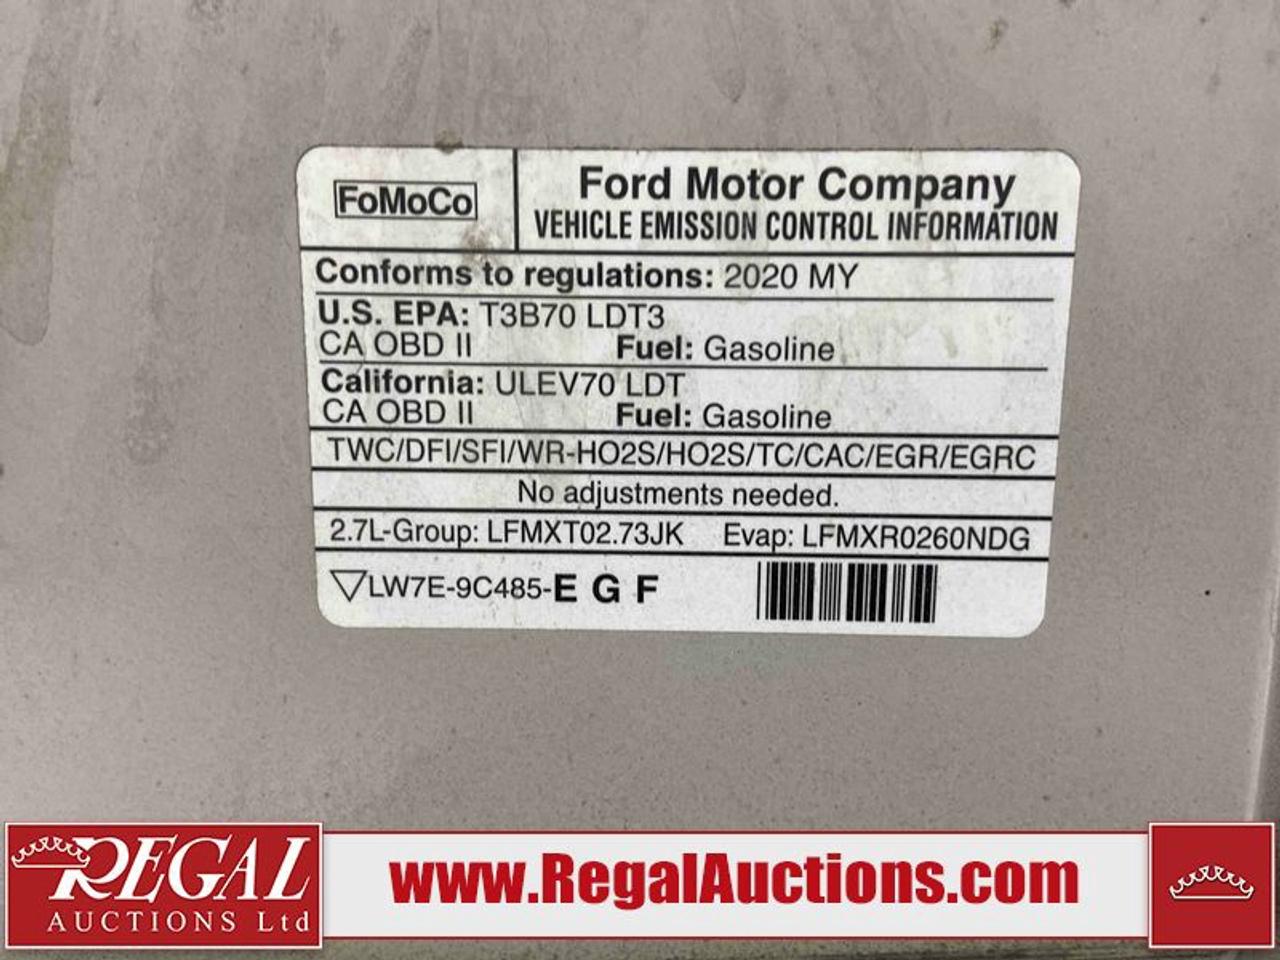 FoMoCo
Ford Motor Company
VEHICLE EMISSION CONTROL INFORMATION
Conforms to regulations: 2020 MY
U.S. EPA: T3B70 LDT3
CA OBD II Fuel: Gasoline
California: ULEV70 LDT
CA OBD II Fuel: Gasoline
TWC/DFI/SFI/WR-HO2S/HO2S/TC/CAC/EGR/EGRC
No adjustments needed.
2.7L-Group: LFMXT02.73JK Evap: LFMXR0260NDG
▽LW7E-9C485-E G F
REGAL
AUCTIONS Ltd
www.RegalAuctions.com